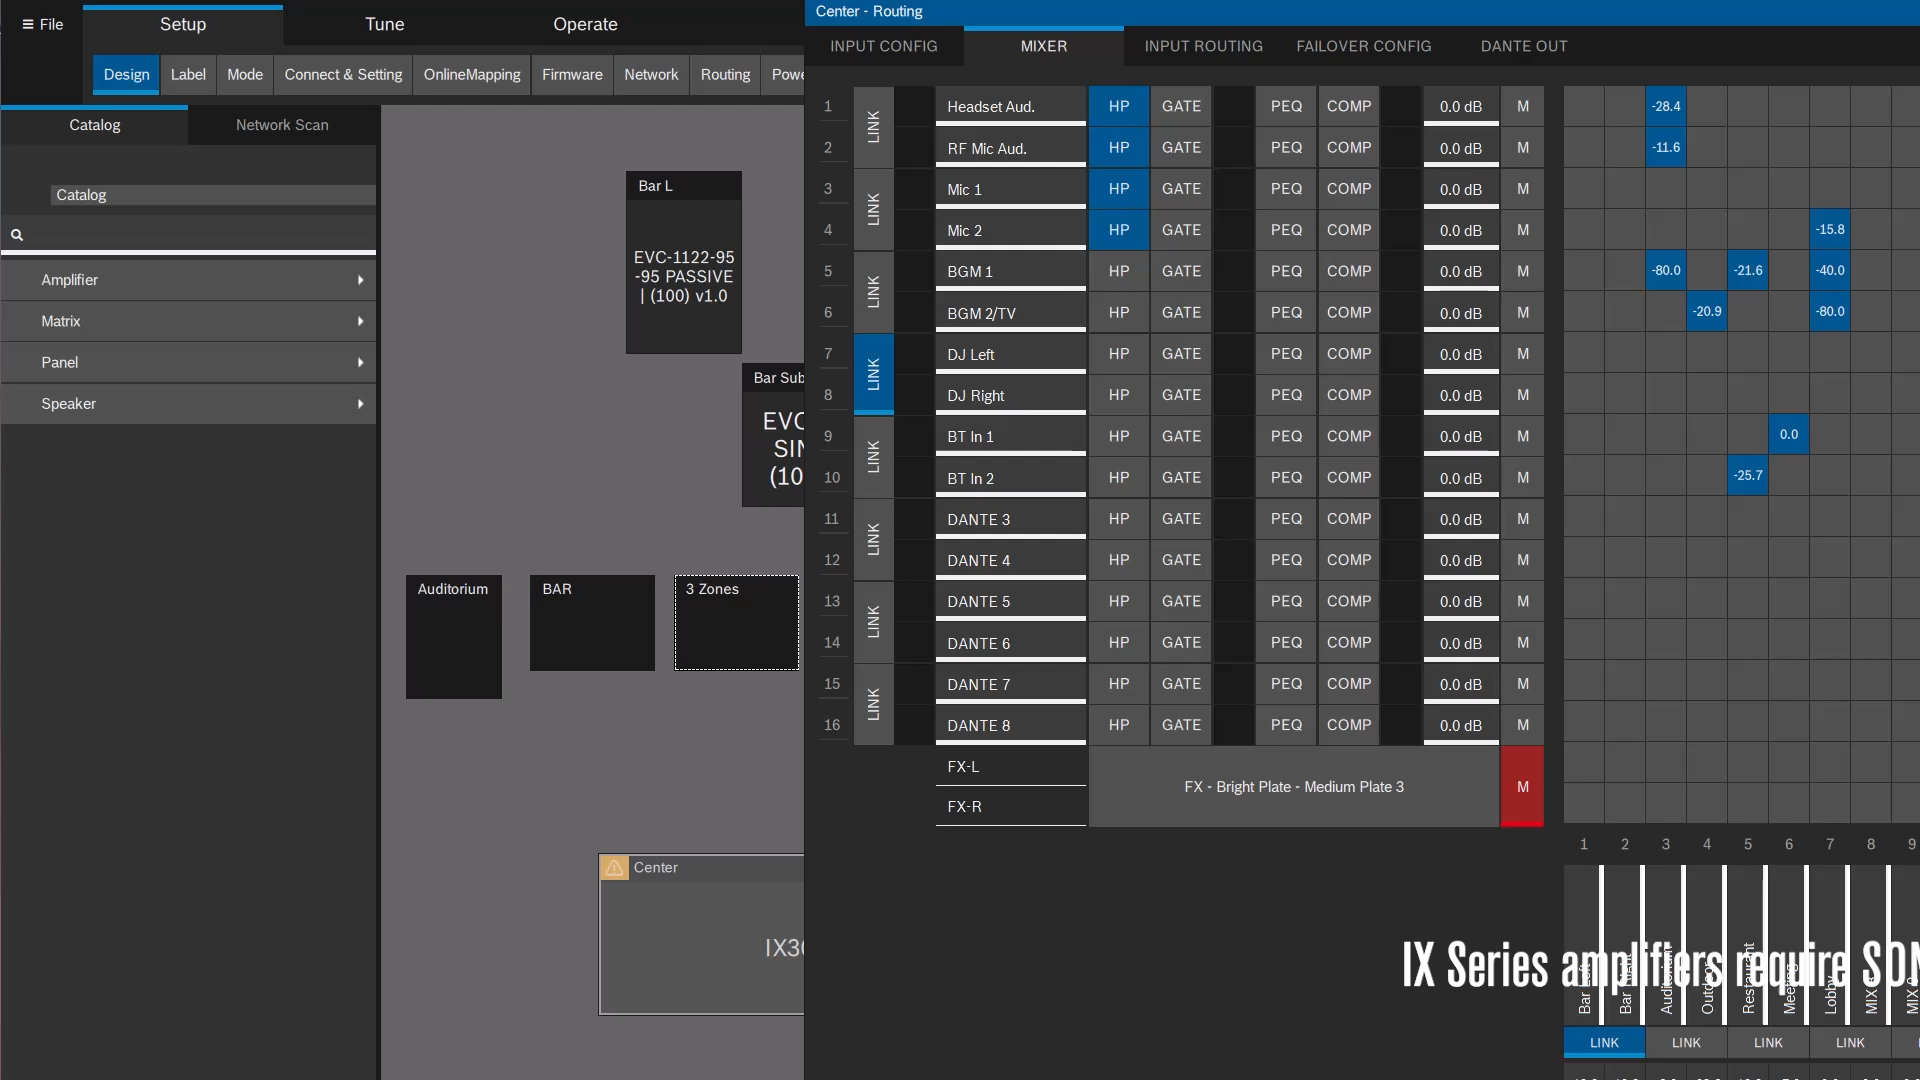 File
Setup
Tune
Operate
Design
Label
Mode
Connect & Setting
OnlineMapping
Firmware
Network
Routing
Catalog
Network Scan
Catalog
Amplifier
Matrix
Panel
Speaker
Bar L
EVC-1122-95
-95 PASSIVE
| (100) v1.0
Bar Sub
Auditorium
BAR
3 Zones
Center
Center - Routing
INPUT CONFIG
MIXER
INPUT ROUTING
FAILOVER CONFIG
DANTE OUT
1 LINK Headset Aud. HP GATE PEQ COMP 0.0 dB M -28.4
2 RF Mic Aud. HP GATE PEQ COMP 0.0 dB M -11.6
3 LINK Mic 1 HP GATE PEQ COMP 0.0 dB M
4 Mic 2 HP GATE PEQ COMP 0.0 dB M -15.8
5 LINK BGM 1 HP GATE PEQ COMP 0.0 dB M -80.0 -21.6 -40.0
6 BGM 2/TV HP GATE PEQ COMP 0.0 dB M -20.9 -80.0
7 LINK DJ Left HP GATE PEQ COMP 0.0 dB M
8 DJ Right HP GATE PEQ COMP 0.0 dB M
9 LINK BT In 1 HP GATE PEQ COMP 0.0 dB M 0.0
10 BT In 2 HP GATE PEQ COMP 0.0 dB M -25.7
11 LINK DANTE 3 HP GATE PEQ COMP 0.0 dB M
12 DANTE 4 HP GATE PEQ COMP 0.0 dB M
13 LINK DANTE 5 HP GATE PEQ COMP 0.0 dB M
14 DANTE 6 HP GATE PEQ COMP 0.0 dB M
15 LINK DANTE 7 HP GATE PEQ COMP 0.0 dB M
16 DANTE 8 HP GATE PEQ COMP 0.0 dB M
FX-L
FX-R
FX - Bright Plate - Medium Plate 3
M
1 2 3 4 5 6 7 8 9
Bar Left
Bar Right
Auditorium
Outdoor
Restaurant
Meeting
Lobby
MIX 8
MIX 9
IX Series amplifiers require
LINK LINK LINK LINK